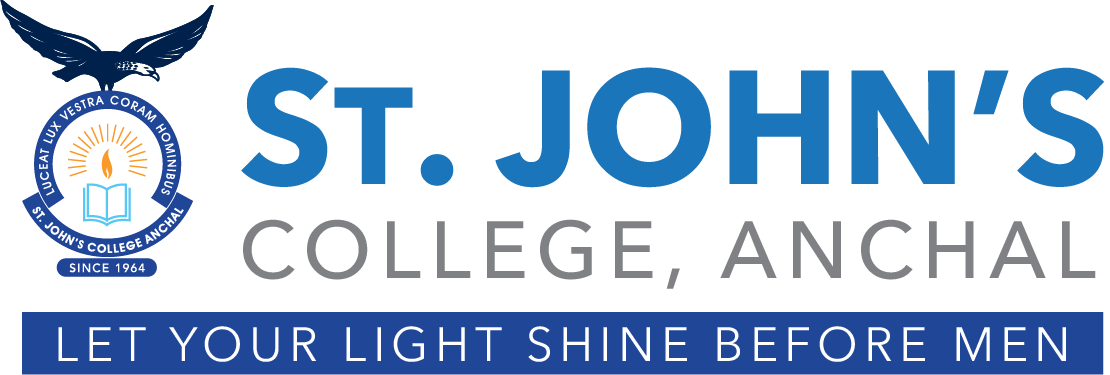 LUCEAT LUX VESTRA CORAM HOMINIBUS
ST. JOHN'S COLLEGE ANCHAL
SINCE 1964
ST. JOHN’S
COLLEGE, ANCHAL
LET YOUR LIGHT SHINE BEFORE MEN